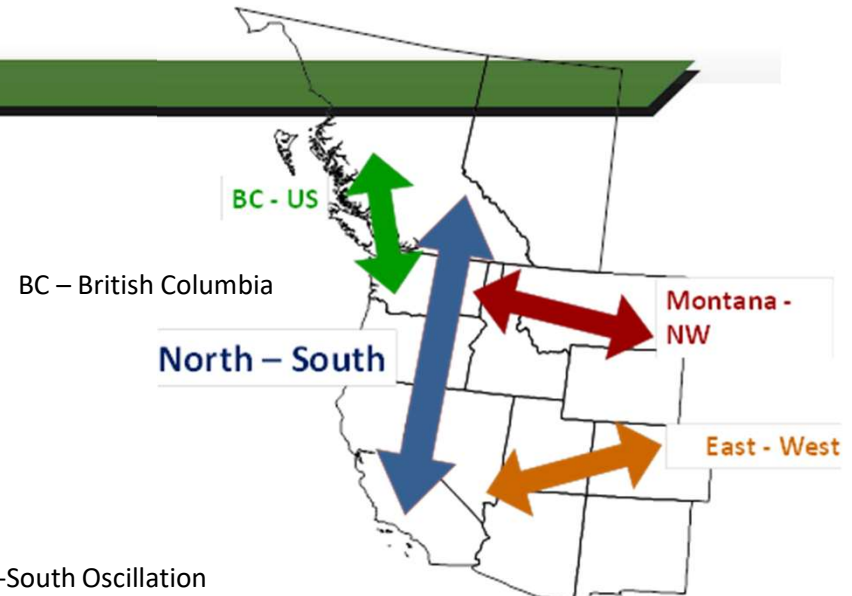 BC - US
BC – British Columbia
Montana -
NW
North – South
East - West
-South Oscillation